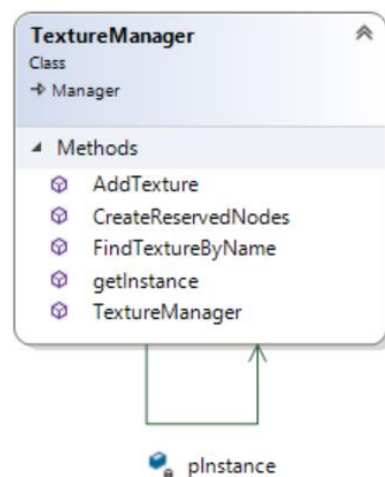 TextureManager
Class
Manager
Methods
AddTexture
CreateReservedNodes
FindTextureByName
getInstance
TextureManager
pInstance